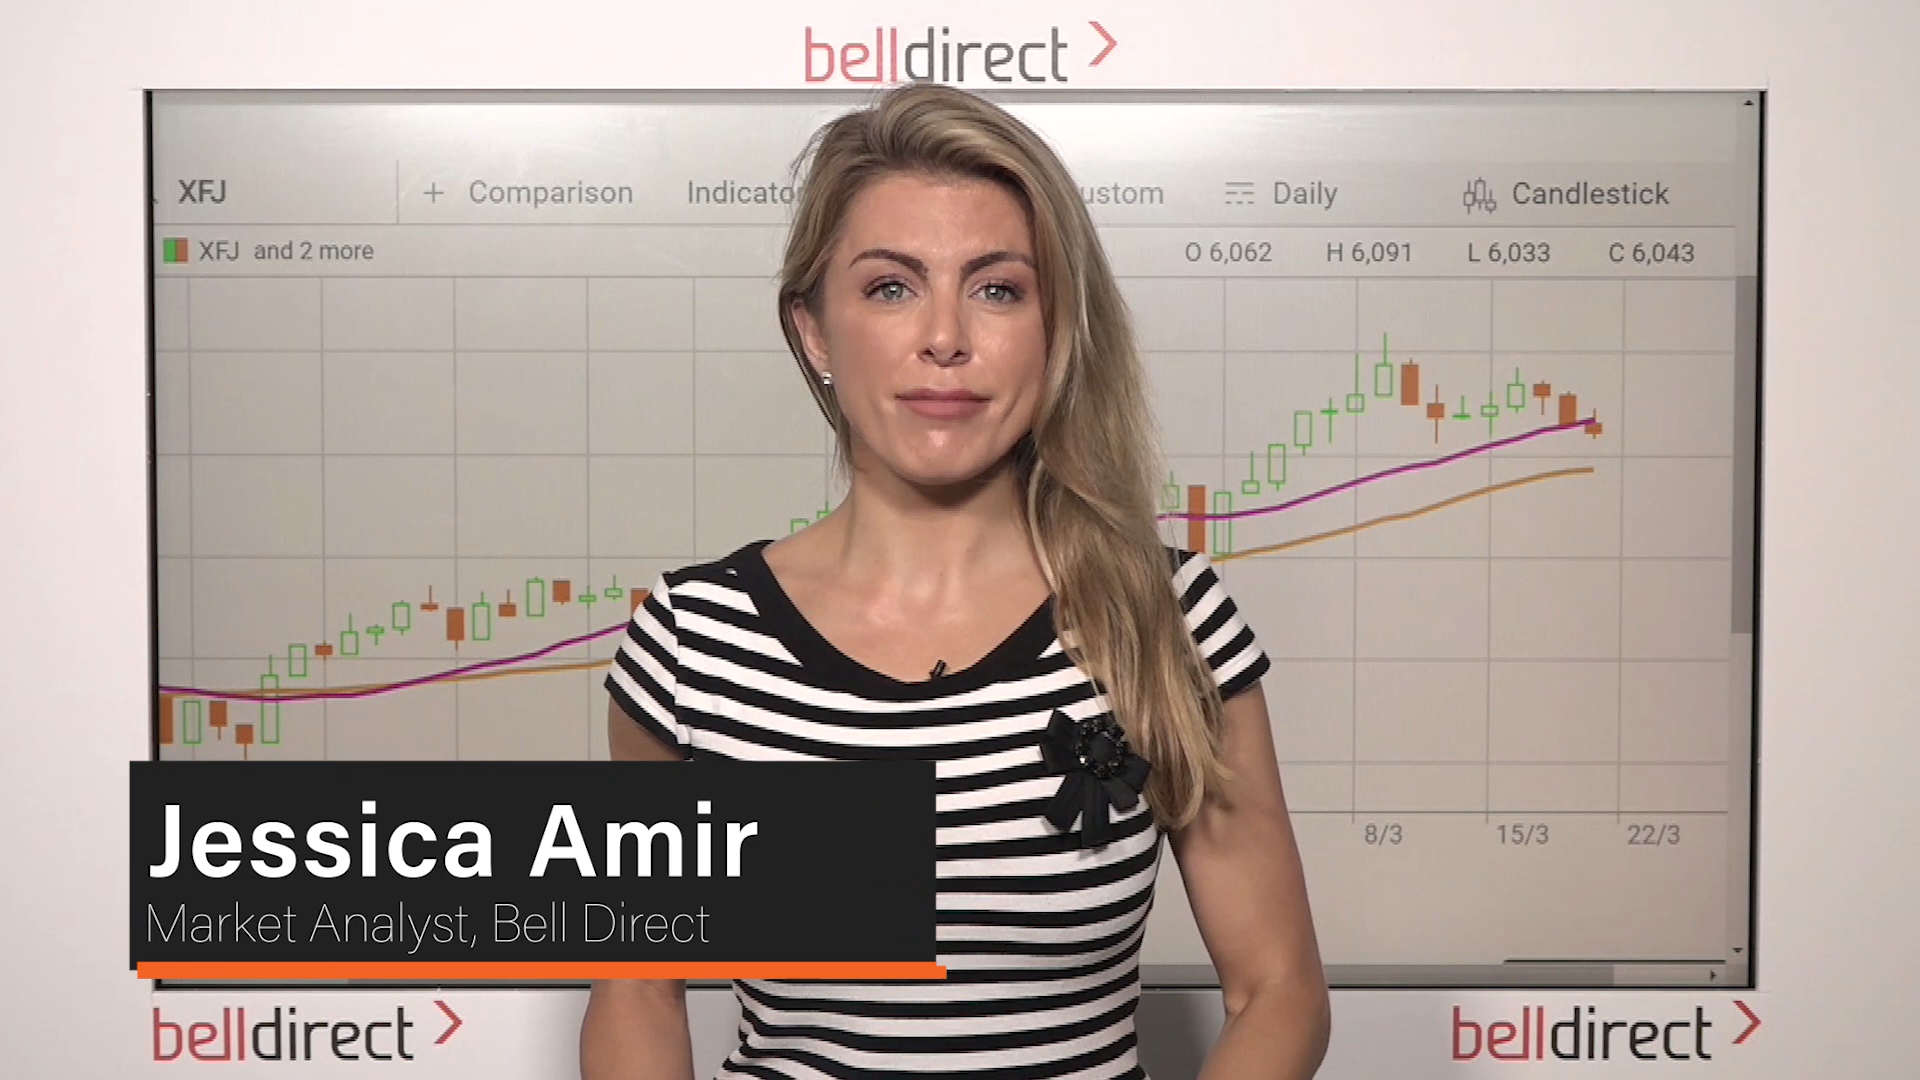 belldirect
XFJ
+ Comparison
Indicator
ustom
Daily
Candlestick
XFJ and 2 more
O 6,062
H 6,091
L 6,033
C 6,043
8/3
15/3
22/3
Jessica Amir
Market Analyst, Bell Direct
belldirect
belldirect